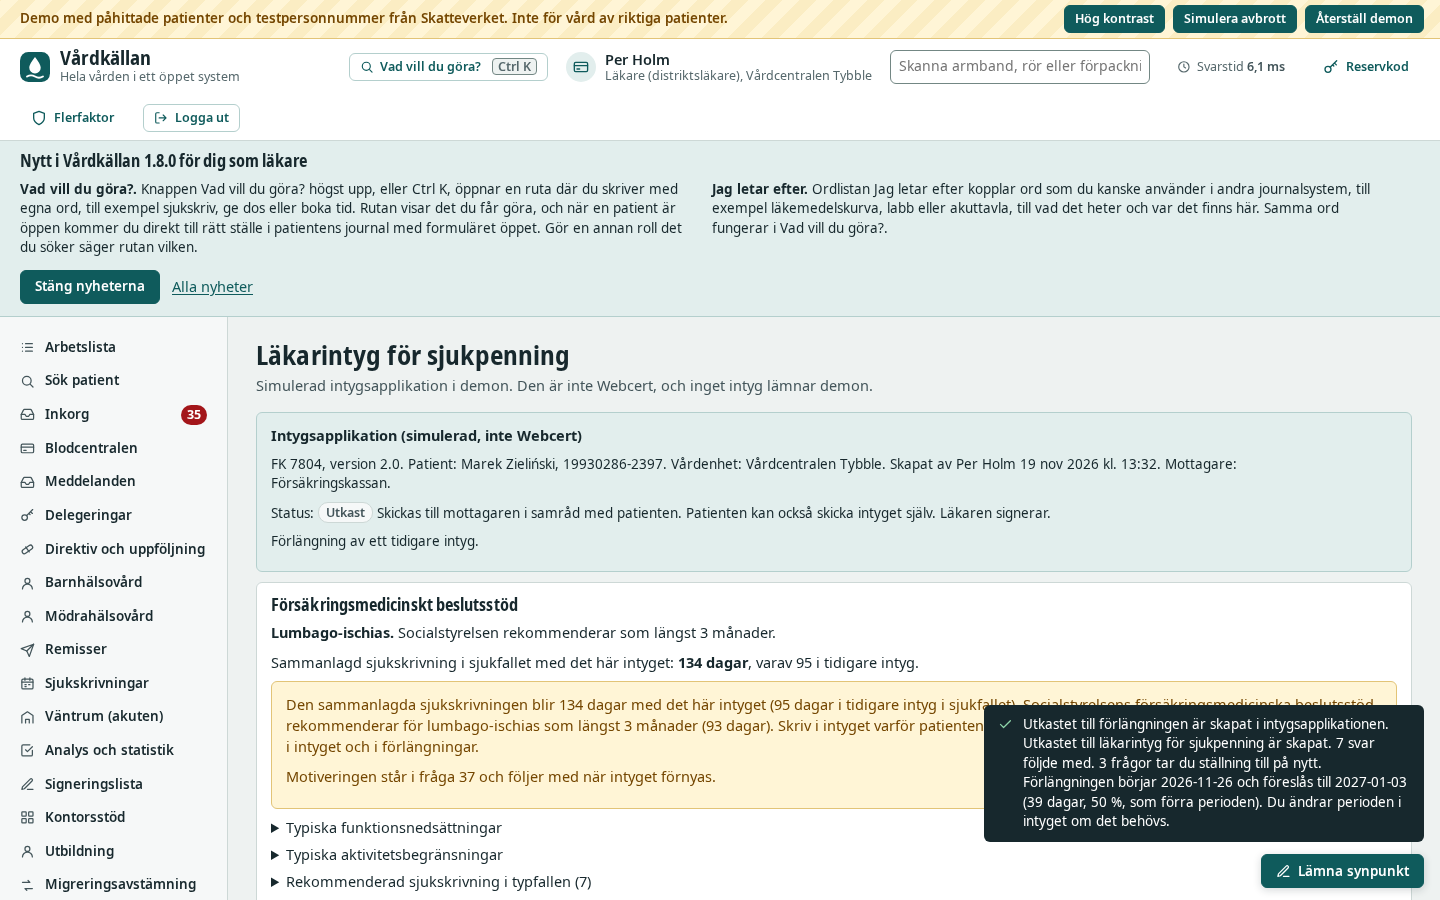 Demo med påhittade patienter och testpersonnummer från Skatteverket. Inte för vård av riktiga patienter.
Hög kontrast
Simulera avbrott
Återställ demon
Vårdkällan
Hela vården i ett öppet system
Vad vill du göra? Ctrl K
Per Holm
Läkare (distriktsläkare), Vårdcentralen Tybble
Skanna armband, rör eller förpackni
Svarstid 6,1 ms
Reservkod
Flerfaktor
Logga ut
Nytt i Vårdkällan 1.8.0 för dig som läkare
Vad vill du göra?. Knappen Vad vill du göra? högst upp, eller Ctrl K, öppnar en ruta där du skriver med
egna ord, till exempel sjukskriv, ge dos eller boka tid. Rutan visar det du får göra, och när en patient är
öppen kommer du direkt till rätt ställe i patientens journal med formuläret öppet. Gör en annan roll det
du söker säger rutan vilken.
Jag letar efter. Ordlistan Jag letar efter kopplar ord som du kanske använder i andra journalsystem, till
exempel läkemedelskurva, labb eller akuttavla, till vad det heter och var det finns här. Samma ord
fungerar i Vad vill du göra?.
Stäng nyheterna
Alla nyheter
Arbetslista
Sök patient
Inkorg 35
Blodcentralen
Meddelanden
Delegeringar
Direktiv och uppföljning
Barnhälsovård
Mödrahälsovård
Remisser
Sjukskrivningar
Väntrum (akuten)
Analys och statistik
Signeringslista
Kontorsstöd
Utbildning
Migreringsavstämning
Läkarintyg för sjukpenning
Simulerad intygsapplikation i demon. Den är inte Webcert, och inget intyg lämnar demon.
Intygsapplikation (simulerad, inte Webcert)
FK 7804, version 2.0. Patient: Marek Zieliński, 19930286-2397. Vårdenhet: Vårdcentralen Tybble. Skapat av Per Holm 19 nov 2026 kl. 13:32. Mottagare:
Försäkringskassan.
Status: Utkast Skickas till mottagaren i samråd med patienten. Patienten kan också skicka intyget själv. Läkaren signerar.
Förlängning av ett tidigare intyg.
Försäkringsmedicinskt beslutsstöd
Lumbago-ischias. Socialstyrelsen rekommenderar som längst 3 månader.
Sammanlagd sjukskrivning i sjukfallet med det här intyget: 134 dagar, varav 95 i tidigare intyg.
Den sammanlagda sjukskrivningen blir 134 dagar med det här intyget (95 dagar i tidigare intyg i sjukfallet). Socialstyrelsens försäkringsmedicinska beslutsstöd
rekommenderar för lumbago-ischias som längst 3 månader (93 dagar). Skriv i intyget varför patienten
i intyget och i förlängningar.
Motiveringen står i fråga 37 och följer med när intyget förnyas.
Typiska funktionsnedsättningar
Typiska aktivitetsbegränsningar
Rekommenderad sjukskrivning i typfallen (7)
Utkastet till förlängningen är skapat i intygsapplikationen.
Utkastet till läkarintyg för sjukpenning är skapat. 7 svar
följde med. 3 frågor tar du ställning till på nytt.
Förlängningen börjar 2026-11-26 och föreslås till 2027-01-03
(39 dagar, 50 %, som förra perioden). Du ändrar perioden i
intyget om det behövs.
Lämna synpunkt